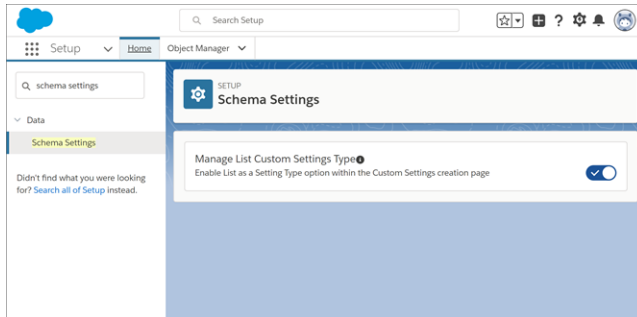 Search Setup
Setup
Home
Object Manager
schema settings
Data
Schema Settings
Didn't find what you were looking
for? Search all of Setup instead.
SETUP
Schema Settings
Manage List Custom Settings Type
Enable List as a Setting Type option within the Custom Settings creation page